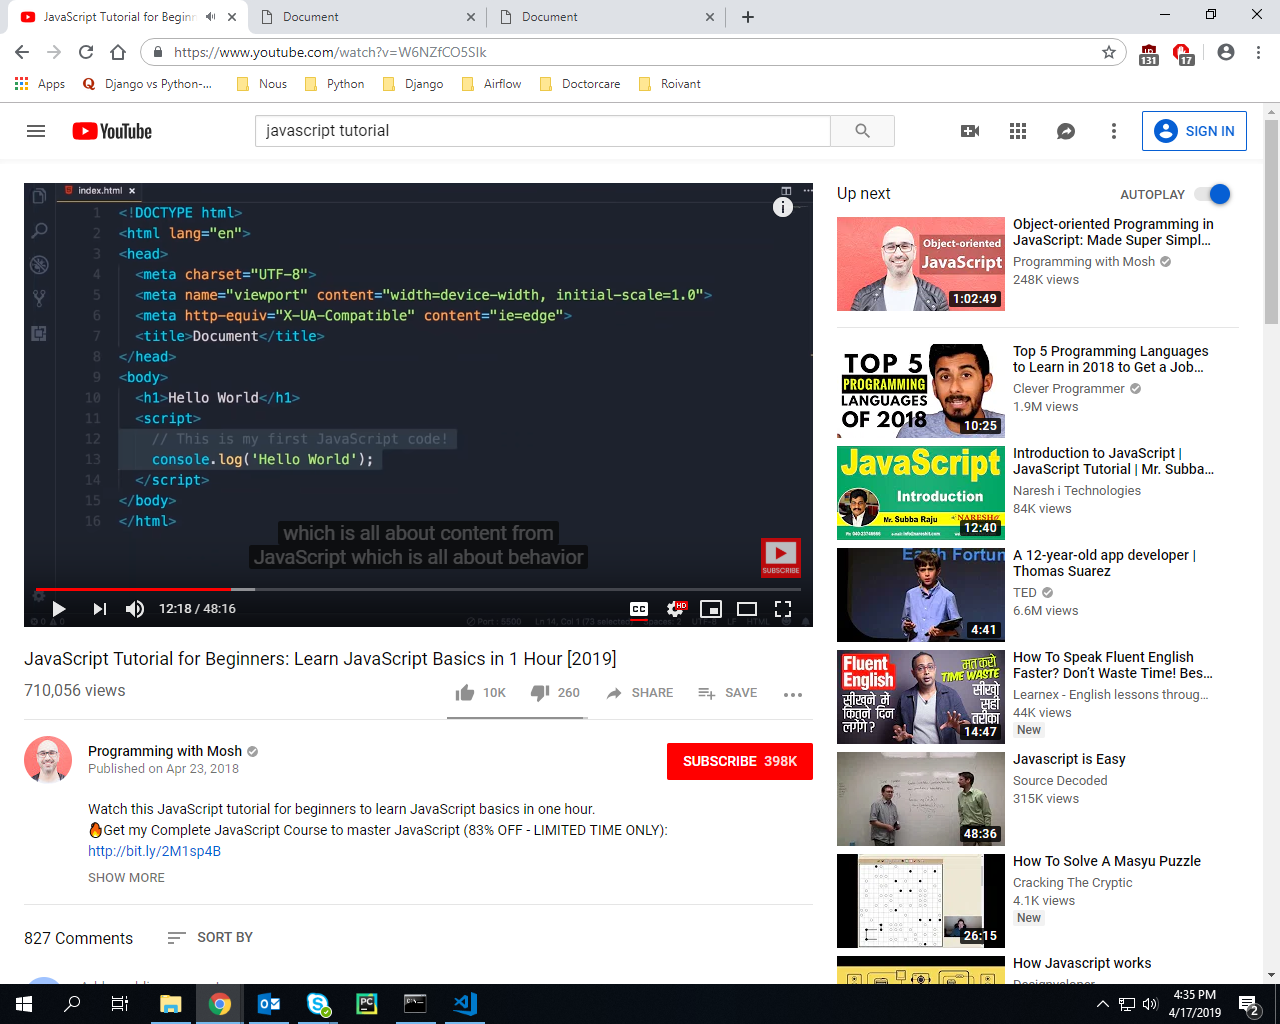 JavaScript Tutorial for Beginn
Document
Document
https://www.youtube.com/watch?v=W6NZfCO5SIk
131
17
Apps
Django vs Python-...
Nous
Python
Django
Airflow
Doctorcare
Roivant
YouTube
javascript tutorial
SIGN IN
index.html
1 <!DOCTYPE html>
2 <html lang="en">
3 <head>
4 <meta charset="UTF-8">
5 <meta name="viewport" content="width=device-width, initial-scale=1.0">
6 <meta http-equiv="X-UA-Compatible" content="ie=edge">
7 <title>Document</title>
8 </head>
9 <body>
10 <h1>Hello World</h1>
11 <script>
12 // This is my first JavaScript code!
13 console.log('Hello World');
14 </script>
15 </body>
16 </html>
which is all about content from
JavaScript which is all about behavior
SUBSCRIBE
12:18 / 48:16
CC
HD
JavaScript Tutorial for Beginners: Learn JavaScript Basics in 1 Hour [2019]
710,056 views
10K
260
SHARE
SAVE
Programming with Mosh
Published on Apr 23, 2018
SUBSCRIBE 398K
Watch this JavaScript tutorial for beginners to learn JavaScript basics in one hour.
🔥Get my Complete JavaScript Course to master JavaScript (83% OFF - LIMITED TIME ONLY):
http://bit.ly/2M1sp4B
SHOW MORE
827 Comments
SORT BY
Up next
AUTOPLAY
Object-oriented
JavaScript
1:02:49
Object-oriented Programming in
JavaScript: Made Super Simpl...
Programming with Mosh
248K views
TOP 5
PROGRAMMING
LANGUAGES
OF 2018
10:25
Top 5 Programming Languages
to Learn in 2018 to Get a Job...
Clever Programmer
1.9M views
JavaScript
Introduction
Mr. Subba Raju
12:40
Introduction to JavaScript |
JavaScript Tutorial | Mr. Subba...
Naresh i Technologies
84K views
4:41
A 12-year-old app developer |
Thomas Suarez
TED
6.6M views
Fluent
English
सीखने में
कितने दिन
लगेंगे ?
मत करो
TIME WASTE
सीखो
सही
तरीका
14:47
How To Speak Fluent English
Faster? Don't Waste Time! Bes...
Learnex - English lessons throug...
44K views
New
48:36
Javascript is Easy
Source Decoded
315K views
26:15
How To Solve A Masyu Puzzle
Cracking The Cryptic
4.1K views
New
How Javascript works
4:35 PM
4/17/2019
2